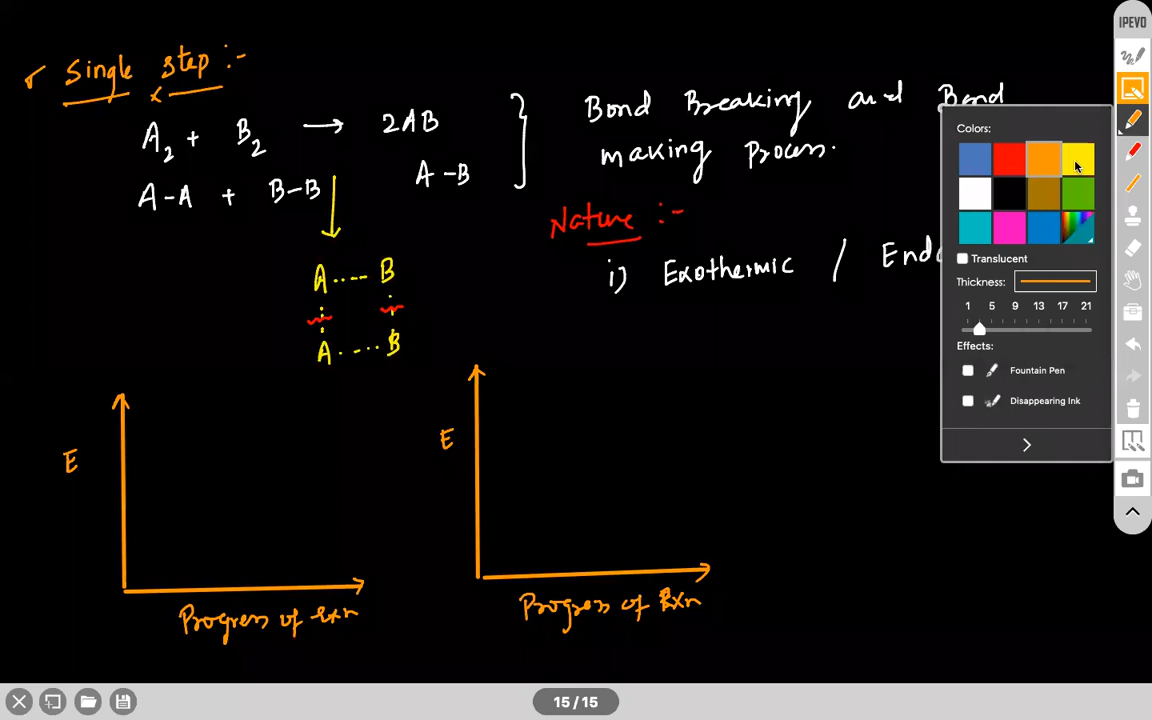 IPEVO
Single step :-
A2 + B2 → 2AB
Bond Breaking and Bond
making Process.
A-A + B-B
A-B
Nature :-
i) Exothermic /
A .... B
A .... B
E
Progress of rxn
E
Progress of Rxn
Colors:
Translucent
Thickness:
1 5 9 13 17 21
Effects:
Fountain Pen
Disappearing Ink
15 / 15